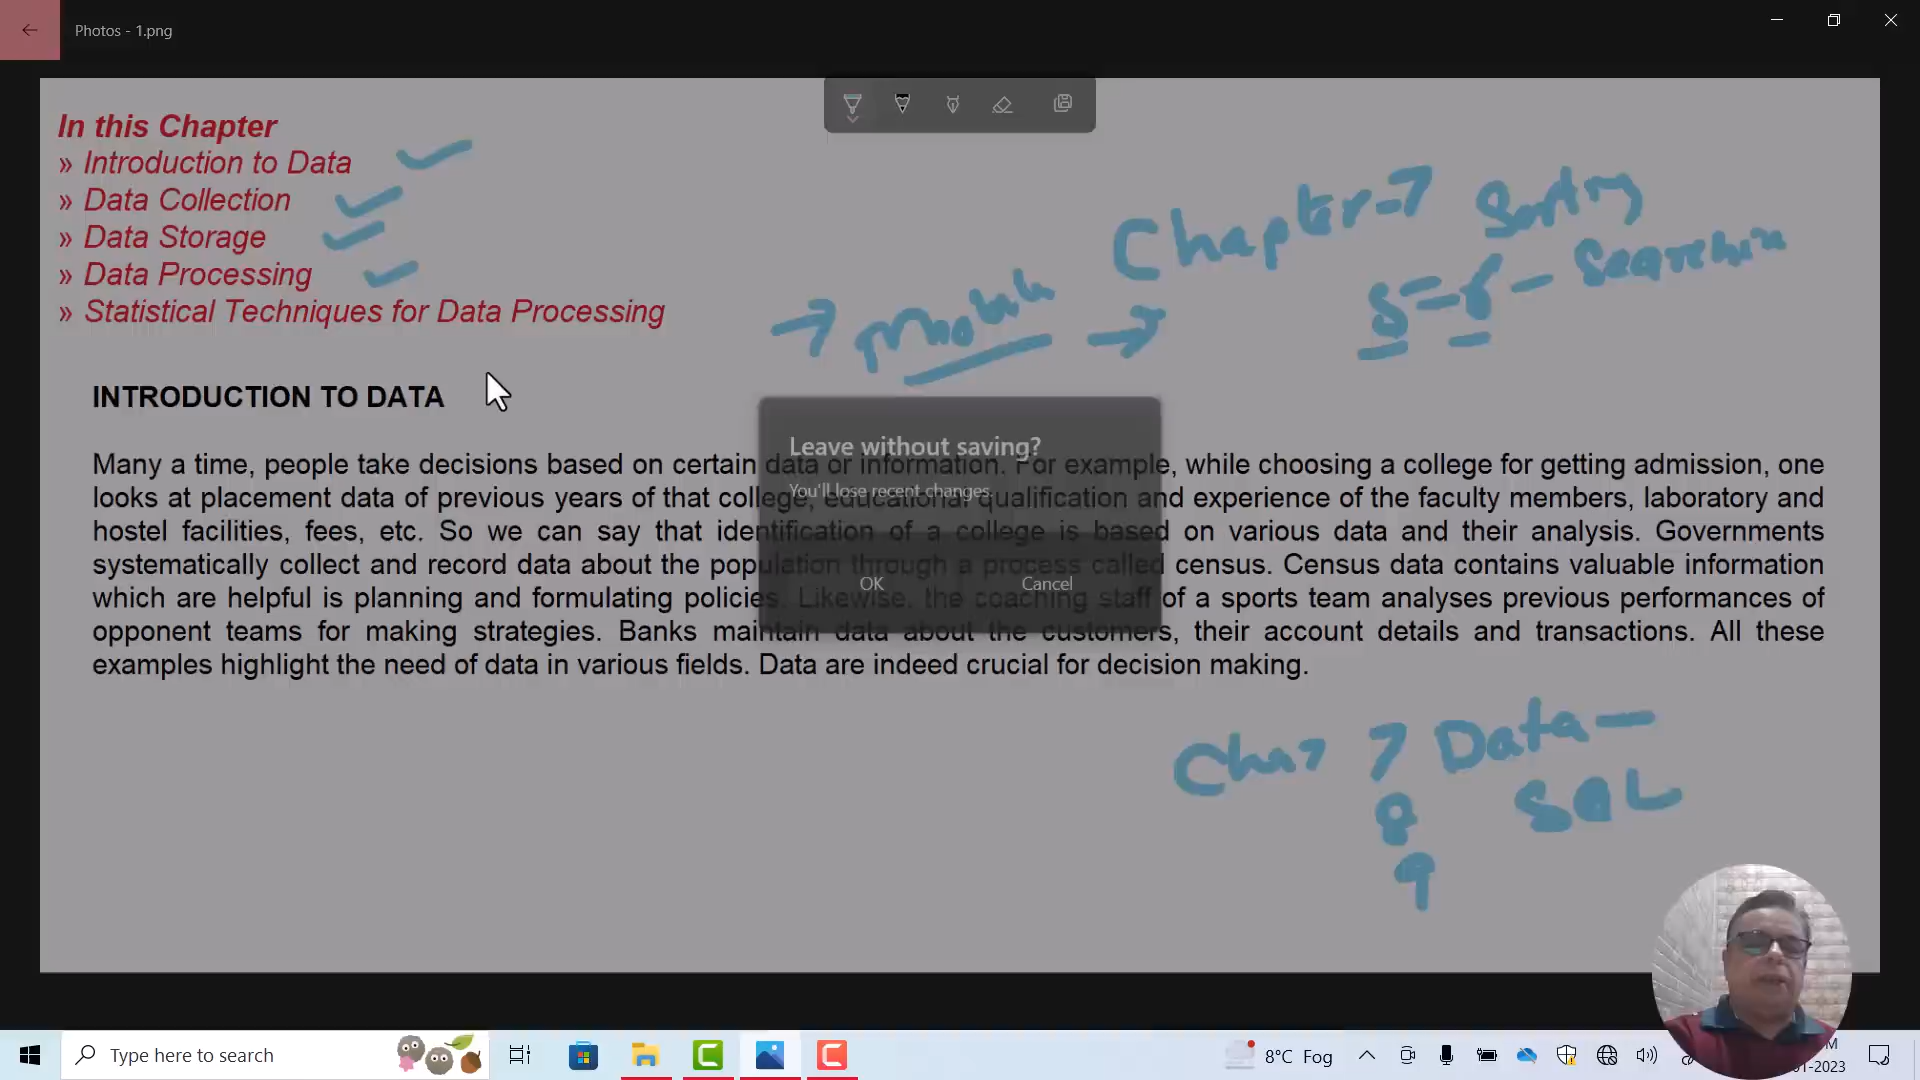 Photos - 1.png
In this Chapter
» Introduction to Data
» Data Collection
» Data Storage
» Data Processing
» Statistical Techniques for Data Processing
Chapter-7 Sorting
5 = 6 -
INTRODUCTION TO DATA
Leave without saving?
You'll lose recent changes.
OK
Cancel
Many a time, people take decisions based on certain data or information. For example, while choosing a college for getting admission, one
looks at placement data of previous years of that college, educational qualification and experience of the faculty members, laboratory and
hostel facilities, fees, etc. So we can say that identification of a college is based on various data and their analysis. Governments
systematically collect and record data about the population through a process called census. Census data contains valuable information
which are helpful is planning and formulating policies. Likewise, the coaching staff of a sports team analyses previous performances of
opponent teams for making strategies. Banks maintain data about the customers, their account details and transactions. All these
examples highlight the need of data in various fields. Data are indeed crucial for decision making.
7 Data -
8 SQL
9
Type here to search
8°C Fog